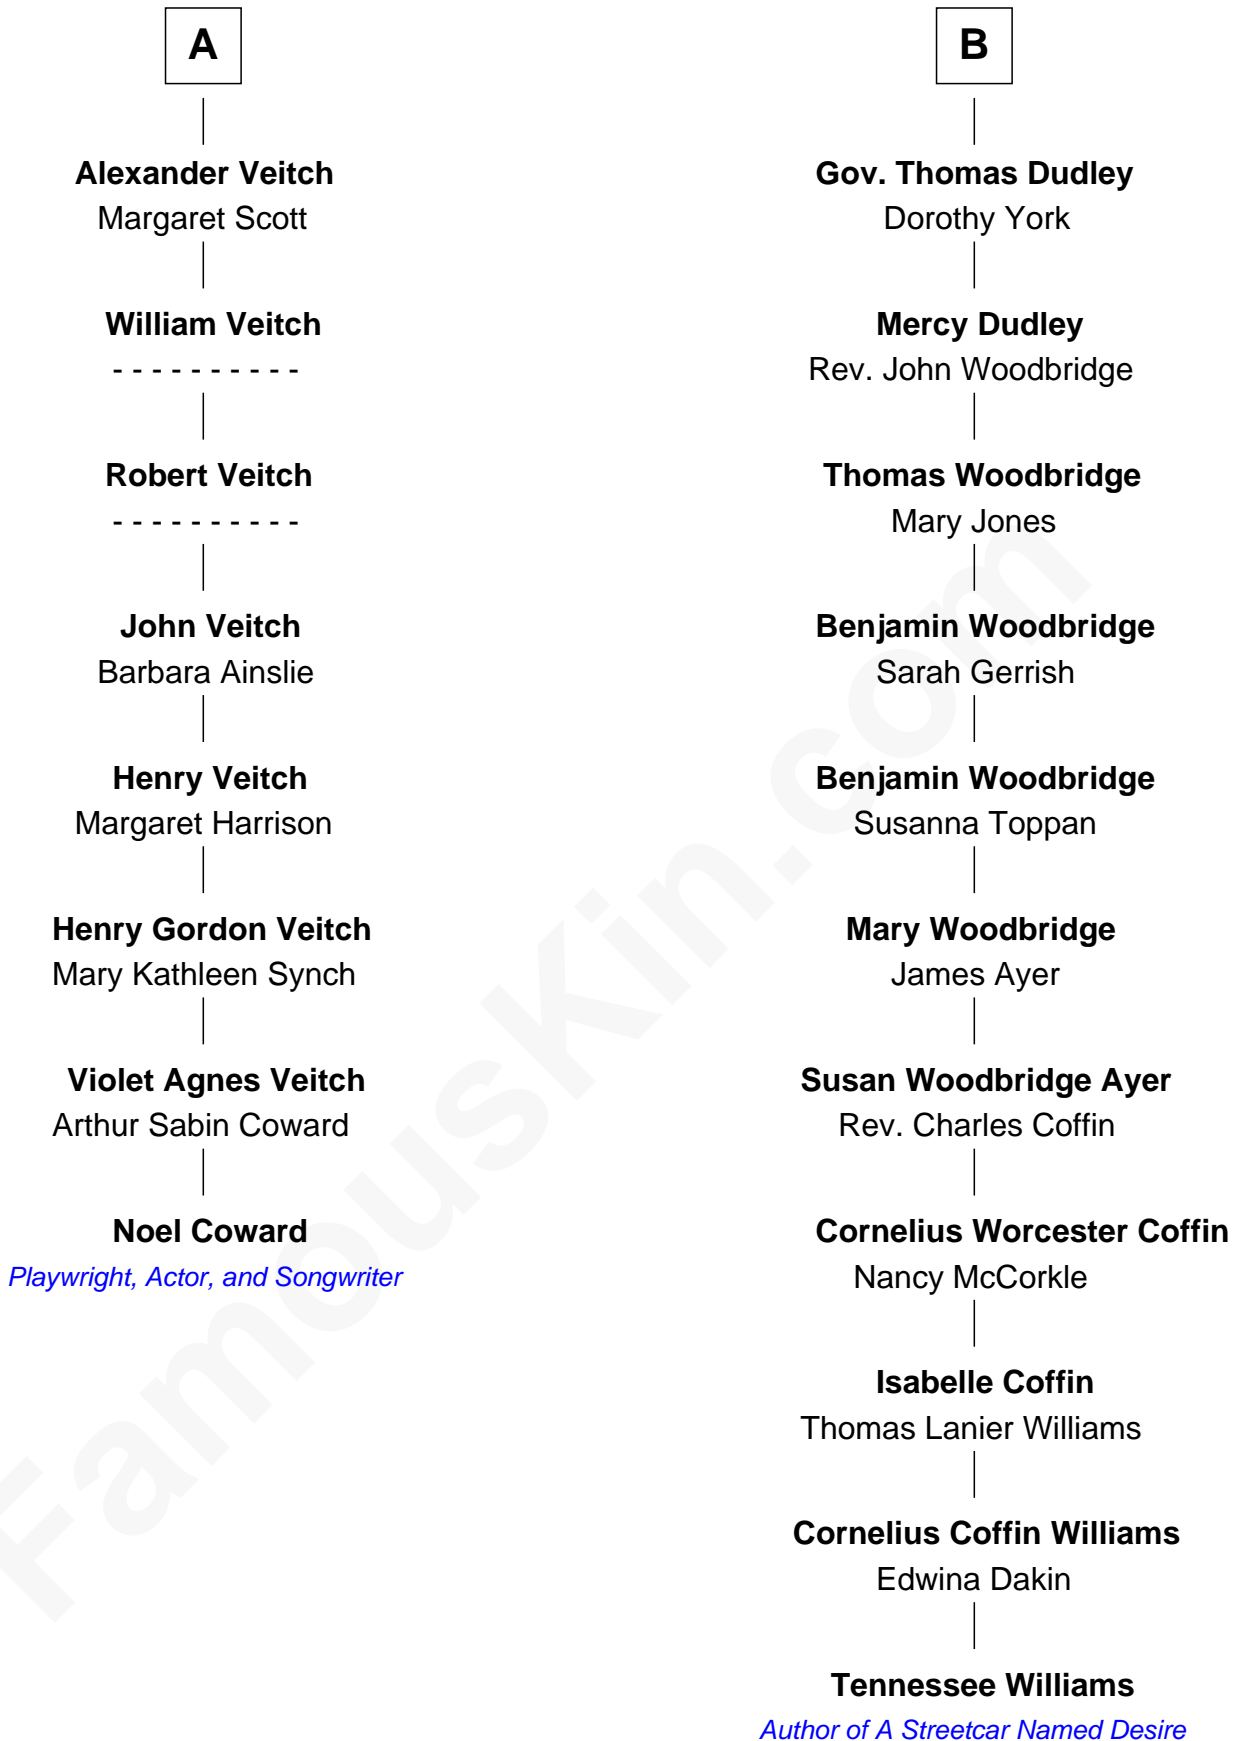 A
Alexander Veitch
Margaret Scott
William Veitch
- - - - - - - - - -
Robert Veitch
- - - - - - - - - -
John Veitch
Barbara Ainslie
Henry Veitch
Margaret Harrison
Henry Gordon Veitch
Mary Kathleen Synch
Violet Agnes Veitch
Arthur Sabin Coward
Noel Coward
Playwright, Actor, and Songwriter
B
Gov. Thomas Dudley
Dorothy York
Mercy Dudley
Rev. John Woodbridge
Thomas Woodbridge
Mary Jones
Benjamin Woodbridge
Sarah Gerrish
Benjamin Woodbridge
Susanna Toppan
Mary Woodbridge
James Ayer
Susan Woodbridge Ayer
Rev. Charles Coffin
Cornelius Worcester Coffin
Nancy McCorkle
Isabelle Coffin
Thomas Lanier Williams
Cornelius Coffin Williams
Edwina Dakin
Tennessee Williams
Author of A Streetcar Named Desire
FamousKin.com